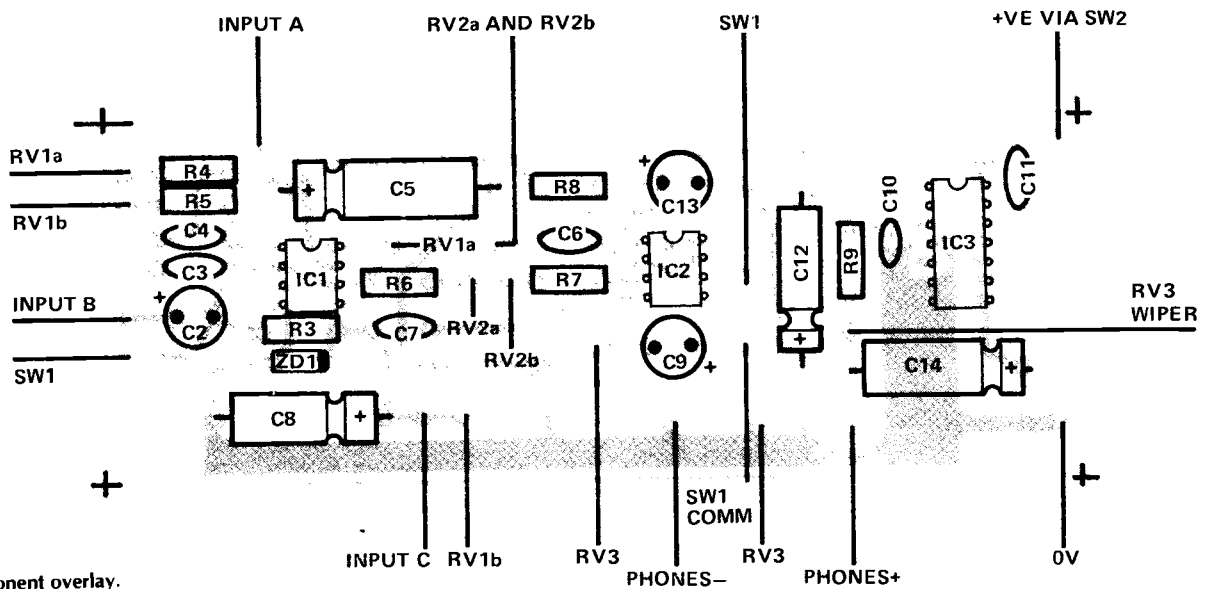 INPUT A
RV2a AND RV2b
SW1
+VE VIA SW2
RV1a
R4
R5
RV1b
C4
C3
+
C2
INPUT B
SW1
+
C5
IC1
RV1a
R6
R3
C7
ZD1
RV2a
RV2b
C8
+
R8
C6
R7
+
C13
IC2
C9
+
C12
+
R9
C10
IC3
C11
RV3
WIPER
C14
+
SW1
COMM
INPUT C
RV1b
RV3
PHONES–
RV3
PHONES+
0V
onent overlay.